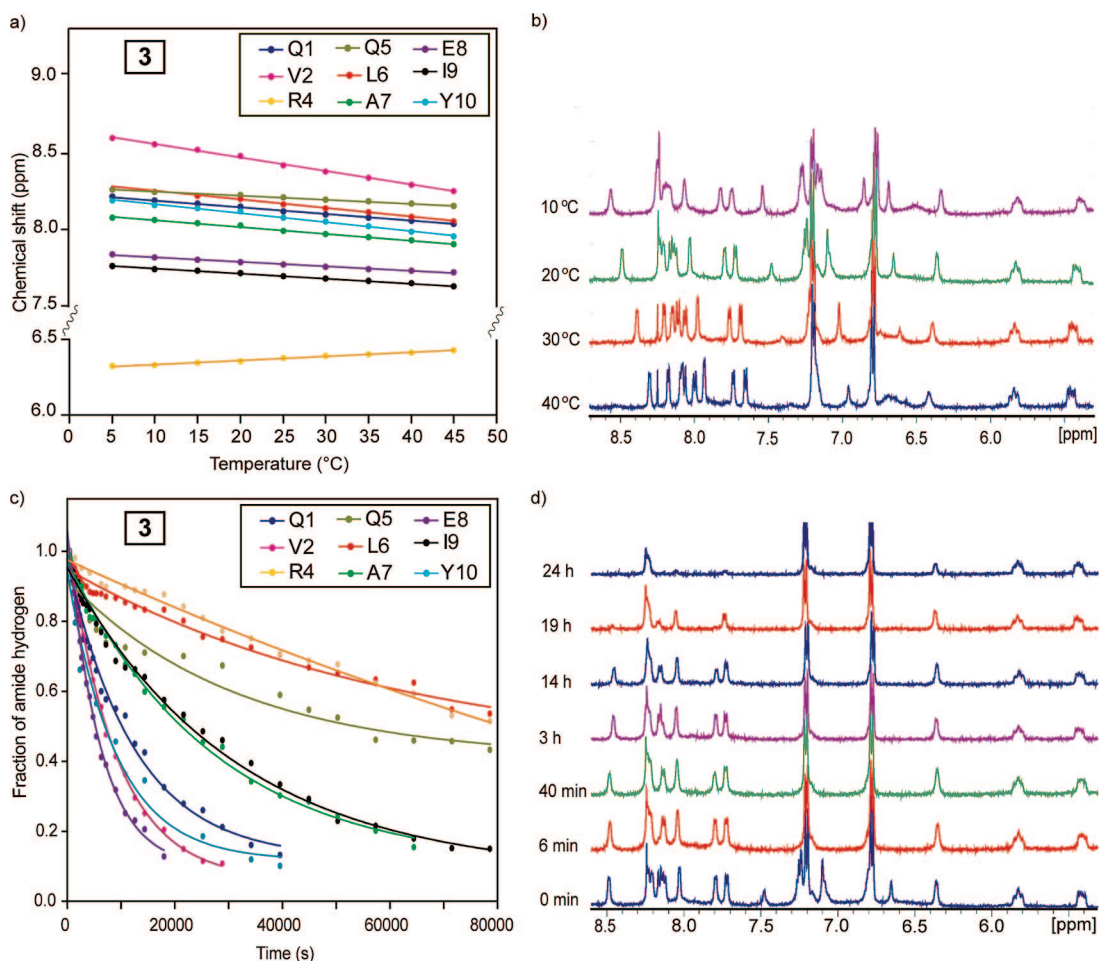 a)
3
Q1 Q5 E8
V2 L6 I9
R4 A7 Y10
Chemical shift (ppm)
9.0
8.5
8.0
7.5
6.5
6.0
0 5 10 15 20 25 30 35 40 45 50
Temperature (°C)
b)
10 ºC
20 ºC
30 ºC
40 ºC
8.5 8.0 7.5 7.0 6.5 6.0 [ppm]
c)
3
Q1 Q5 E8
V2 L6 I9
R4 A7 Y10
Fraction of amide hydrogen
1.0
0.8
0.6
0.4
0.2
0.0
0 20000 40000 60000 80000
Time (s)
d)
24 h
19 h
14 h
3 h
40 min
6 min
0 min
8.5 8.0 7.5 7.0 6.5 6.0 [ppm]